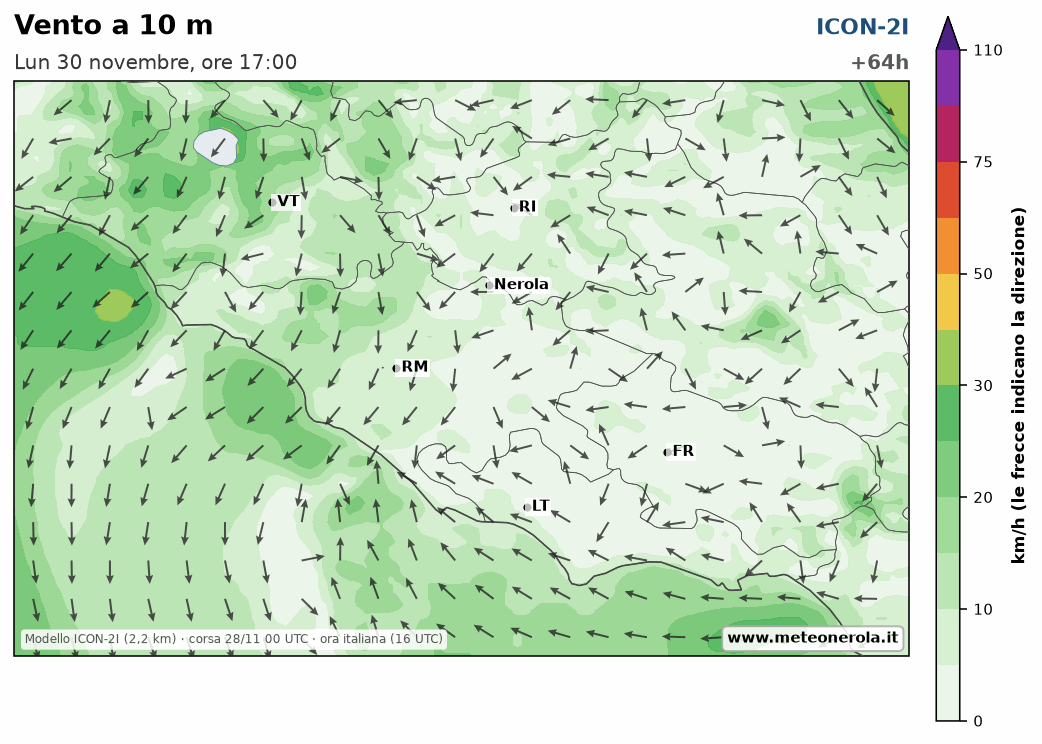 Vento a 10 m
ICON-2I
Lun 30 novembre, ore 17:00
+64h
110
75
50
30
20
10
0
km/h (le frecce indicano la direzione)
VT
RI
Nerola
RM
FR
LT
Modello ICON-2I (2,2 km) · corsa 28/11 00 UTC · ora italiana (16 UTC)
www.meteonerola.it